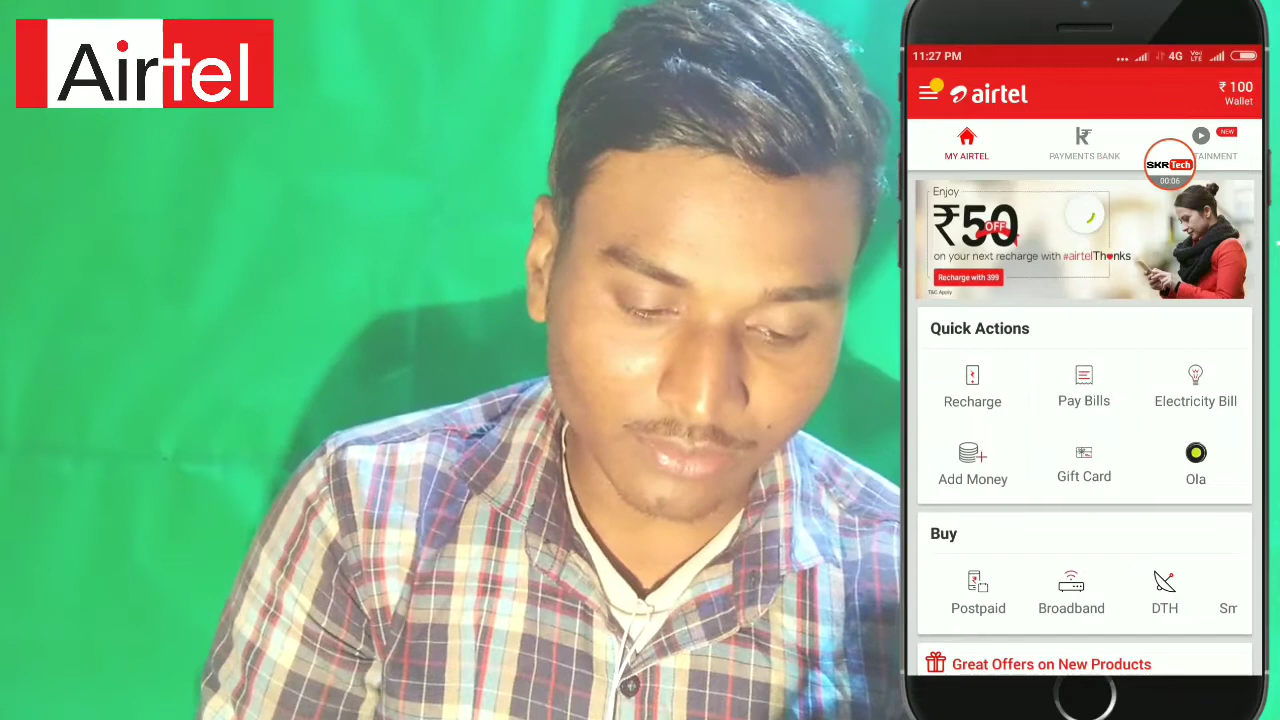 Airtel
11:27 PM
4G
VoLTE
airtel
₹ 100
Wallet
MY AIRTEL
PAYMENTS BANK
TAINMENT
NEW
SKR Tech
00:06
Enjoy
₹50
OFF
on your next recharge with #airtelThanks
Recharge with 399
T&C Apply
Quick Actions
Recharge
Pay Bills
Electricity Bill
Add Money
Gift Card
Ola
Buy
Postpaid
Broadband
DTH
Sm
Great Offers on New Products